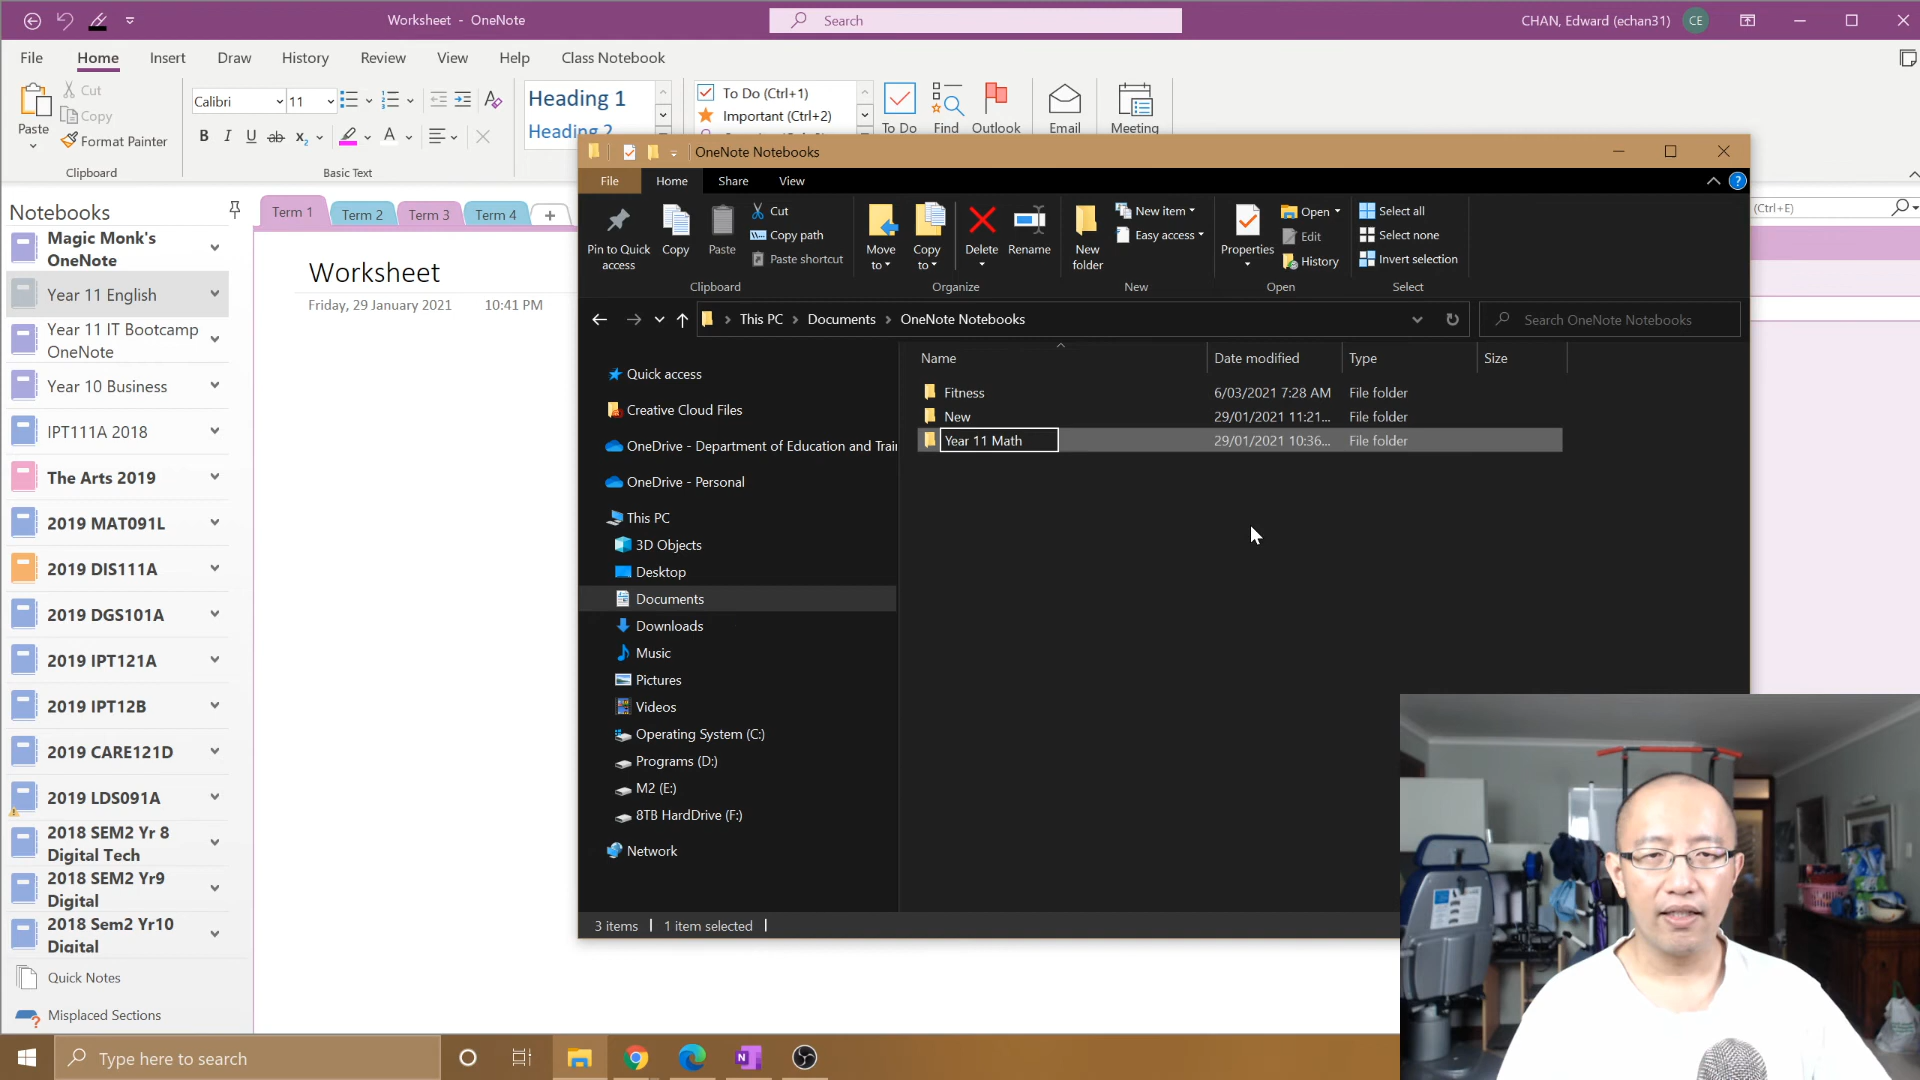 Worksheet - OneNote
Search
CHAN, Edward (echan31)
CE
File
Home
Insert
Draw
History
Review
View
Help
Class Notebook
Paste
Cut
Copy
Format Painter
Clipboard
Calibri
11
B I U ab x₂ A
Basic Text
Heading 1
Heading 2
To Do (Ctrl+1)
Important (Ctrl+2)
To Do
Find
Outlook
Email
Meeting
Notebooks
Magic Monk's
OneNote
Year 11 English
Year 11 IT Bootcamp
OneNote
Year 10 Business
IPT111A 2018
The Arts 2019
2019 MAT091L
2019 DIS111A
2019 DGS101A
2019 IPT121A
2019 IPT12B
2019 CARE121D
2019 LDS091A
2018 SEM2 Yr 8
Digital Tech
2018 SEM2 Yr9
Digital
2018 Sem2 Yr10
Digital
Quick Notes
Misplaced Sections
Term 1
Term 2
Term 3
Term 4
(Ctrl+E)
Worksheet
Friday, 29 January 2021
10:41 PM
OneNote Notebooks
File
Home
Share
View
Pin to Quick
access
Copy
Paste
Cut
Copy path
Paste shortcut
Clipboard
Move
to
Copy
to
Delete
Rename
Organize
New
folder
New item
Easy access
New
Properties
Open
Edit
History
Open
Select all
Select none
Invert selection
Select
This PC > Documents > OneNote Notebooks
Search OneNote Notebooks
Quick access
Creative Cloud Files
OneDrive - Department of Education and Trai
OneDrive - Personal
This PC
3D Objects
Desktop
Documents
Downloads
Music
Pictures
Videos
Operating System (C:)
Programs (D:)
M2 (E:)
8TB HardDrive (F:)
Network
Name
Date modified
Type
Size
Fitness 6/03/2021 7:28 AM File folder
New 29/01/2021 11:21... File folder
Year 11 Math 29/01/2021 10:36... File folder
3 items
1 item selected
Type here to search